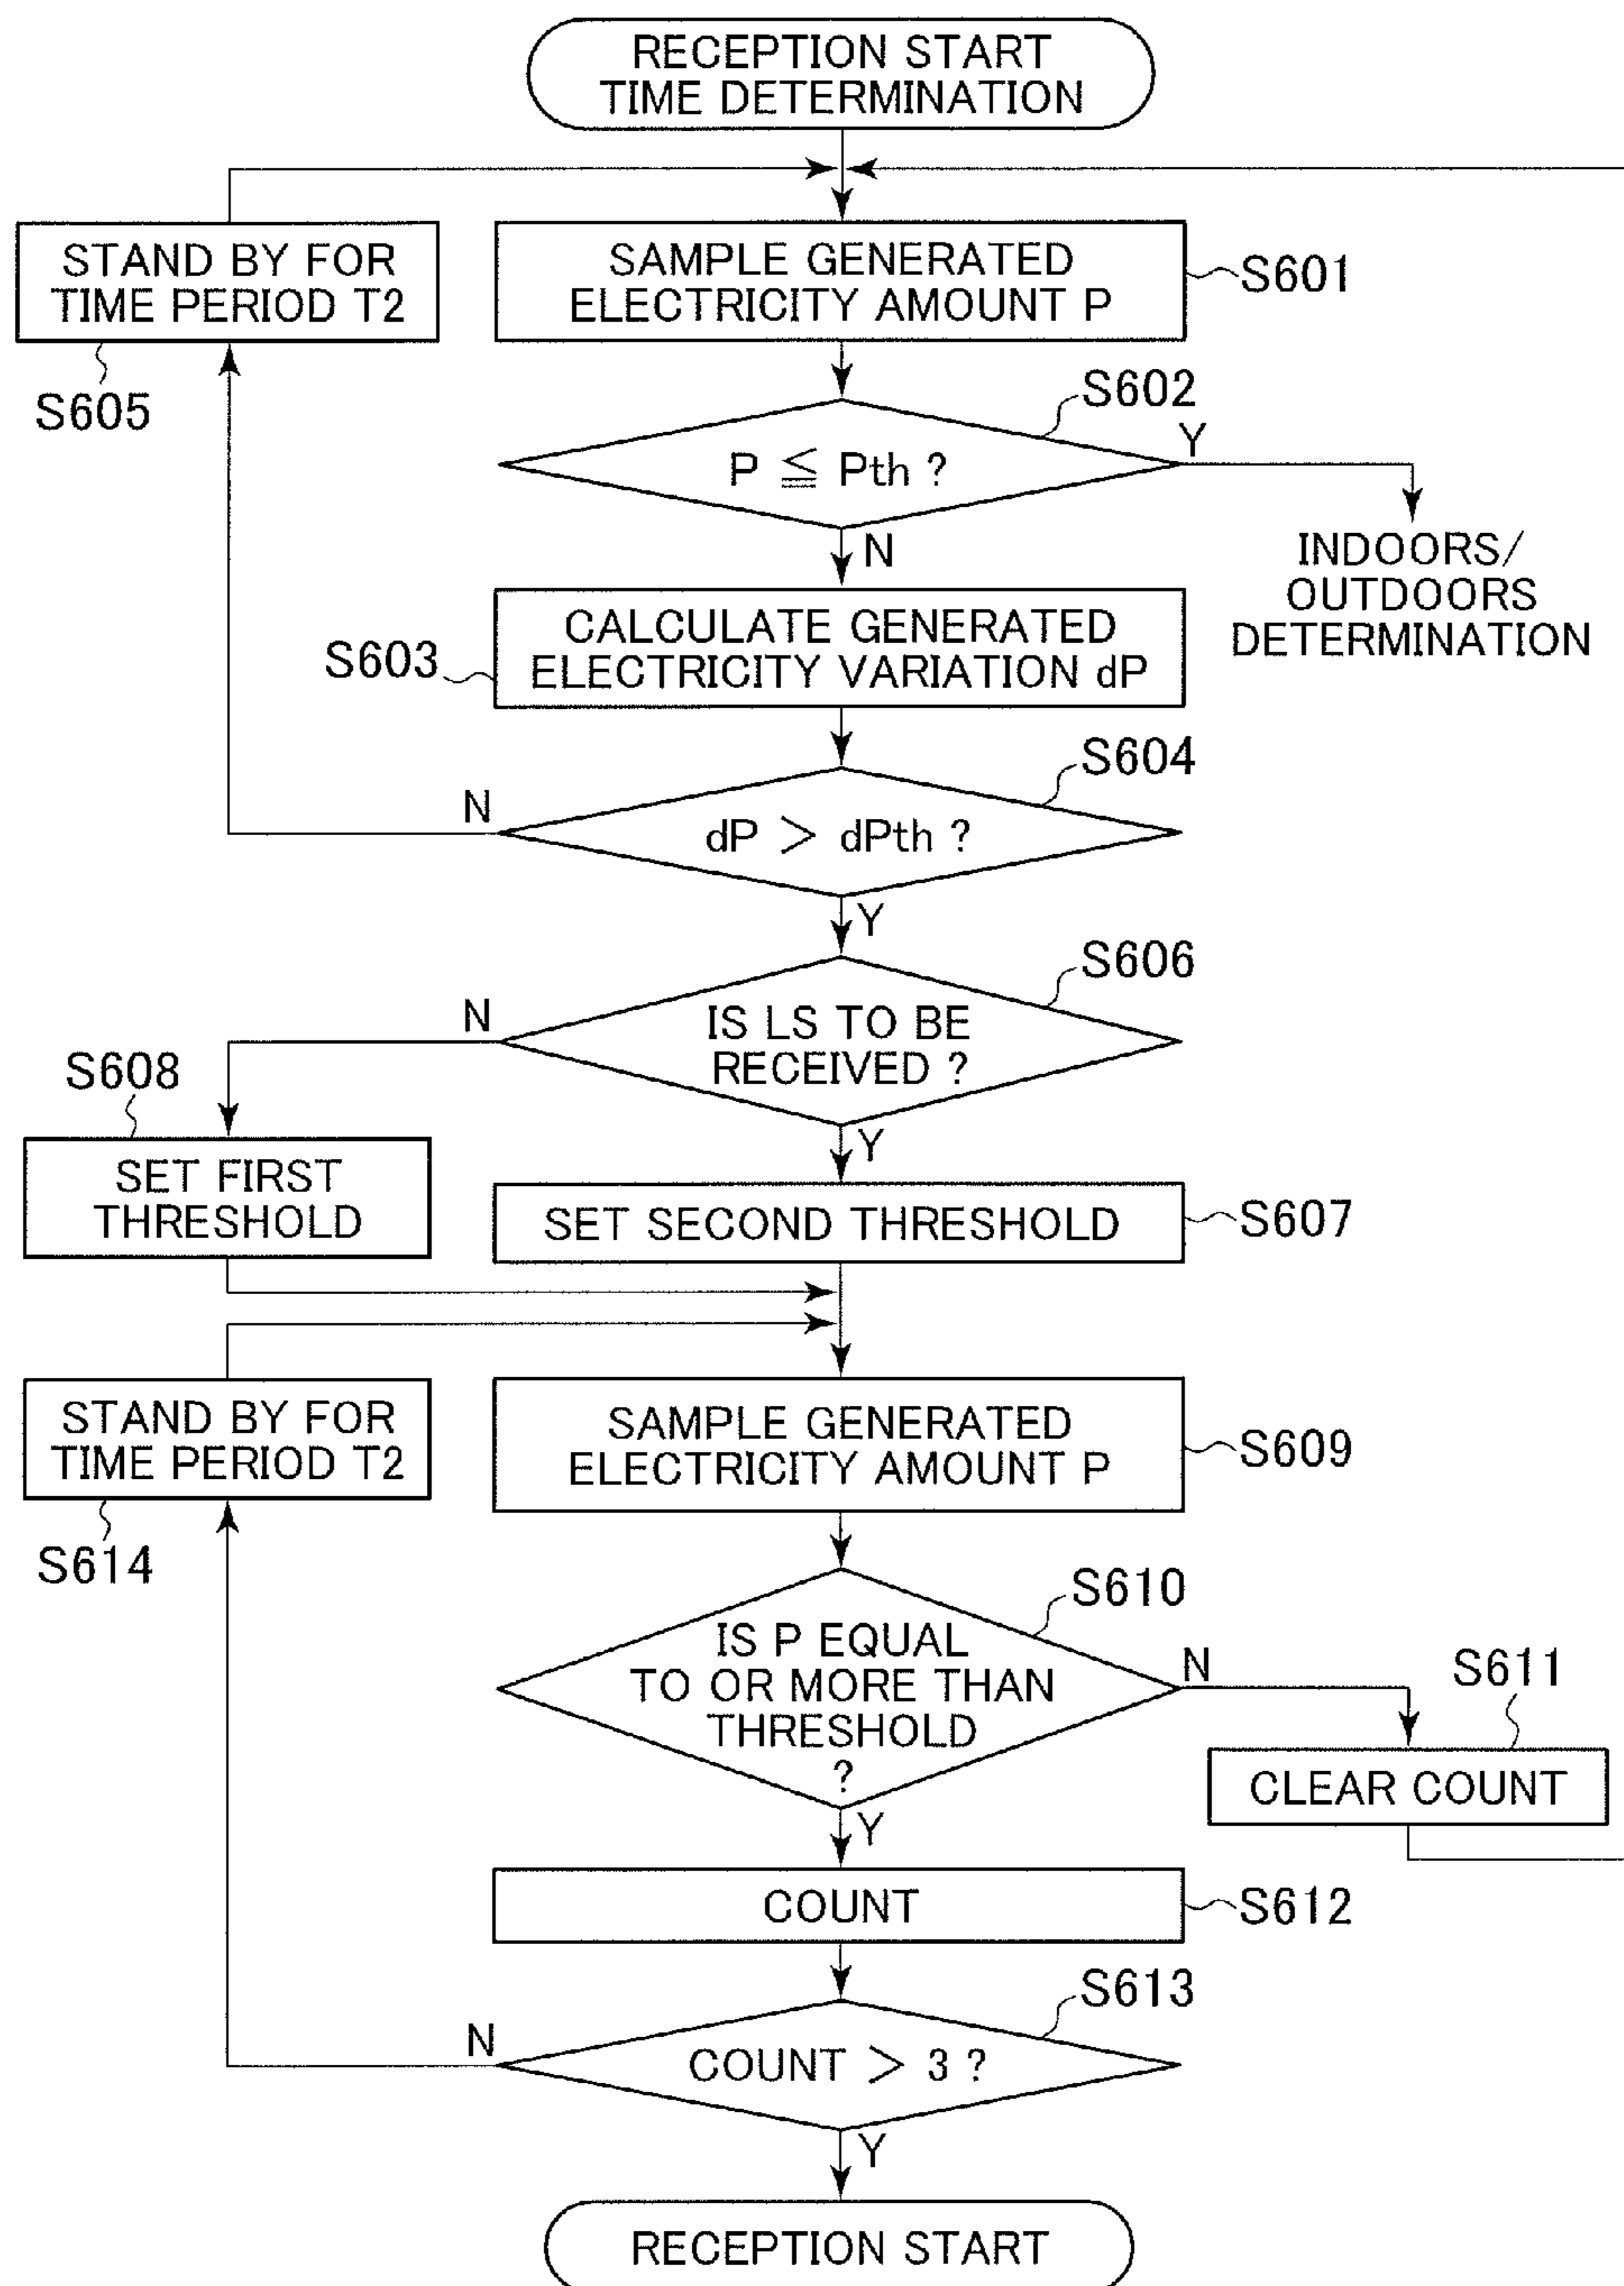 RECEPTION START
TIME DETERMINATION
STAND BY FOR
TIME PERIOD T2
S605
SAMPLE GENERATED
ELECTRICITY AMOUNT P
S601
S602
P ≦ Pth ?
Y
N
INDOORS/
OUTDOORS
DETERMINATION
S603
CALCULATE GENERATED
ELECTRICITY VARIATION dP
S604
N
dP > dPth ?
Y
S606
N
IS LS TO BE
RECEIVED ?
Y
S608
SET FIRST
THRESHOLD
SET SECOND THRESHOLD
S607
STAND BY FOR
TIME PERIOD T2
S614
SAMPLE GENERATED
ELECTRICITY AMOUNT P
S609
S610
IS P EQUAL
TO OR MORE THAN
THRESHOLD
?
N
Y
S611
CLEAR COUNT
COUNT
S612
S613
N
COUNT > 3 ?
Y
RECEPTION START